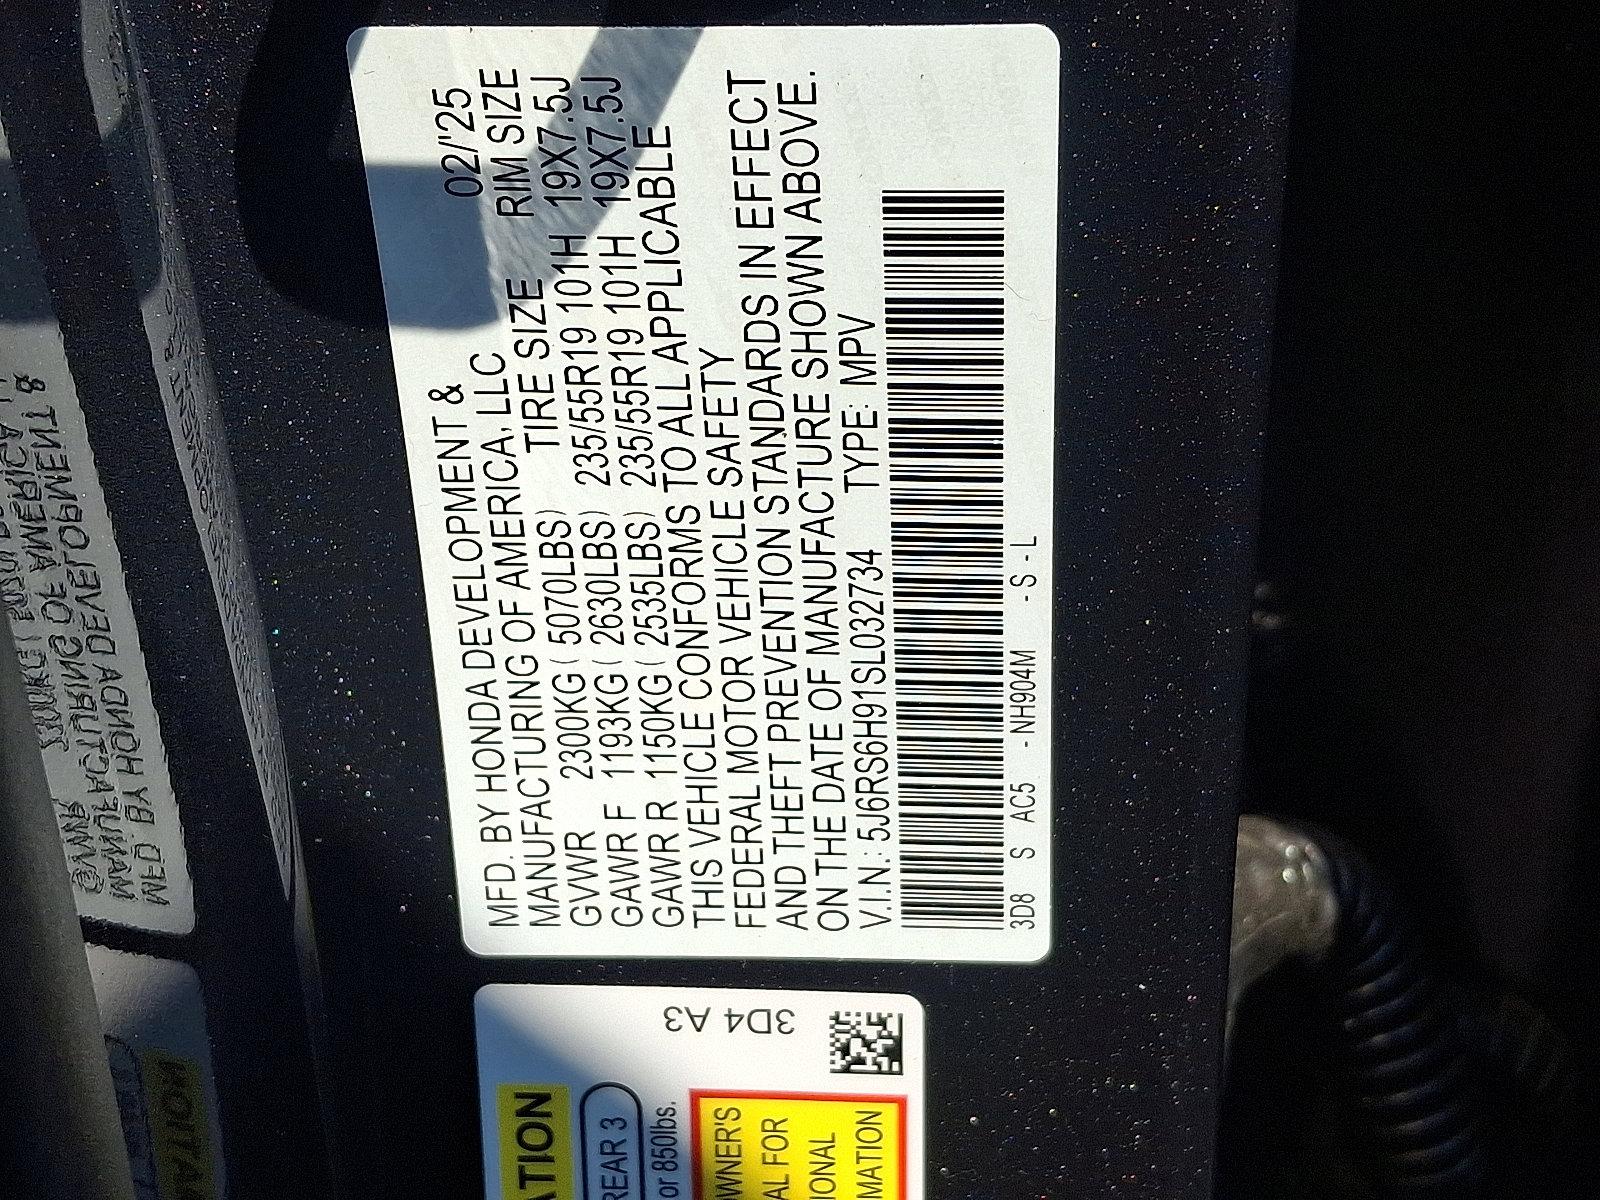 MFD. BY HONDA DEVELOPMENT & 02/'25
MANUFACTURING OF AMERICA, LLC RIM SIZE
TIRE SIZE
GVWR 2300KG ( 5070LBS) 235/55R19 101H 19X7.5J
GAWR F 1193KG ( 2630LBS) 235/55R19 101H 19X7.5J
GAWR R 1150KG ( 2535LBS)
THIS VEHICLE CONFORMS TO ALL APPLICABLE
FEDERAL MOTOR VEHICLE SAFETY
AND THEFT PREVENTION STANDARDS IN EFFECT
ON THE DATE OF MANUFACTURE SHOWN ABOVE.
V.I.N.: 5J6RS6H91SL032734 TYPE: MPV
3D8 S AC5 -NH904M -S-L
3D4 A3
ATION
REAR 3
or 850lbs.
WNER'S
AL FOR
IONAL
MATION